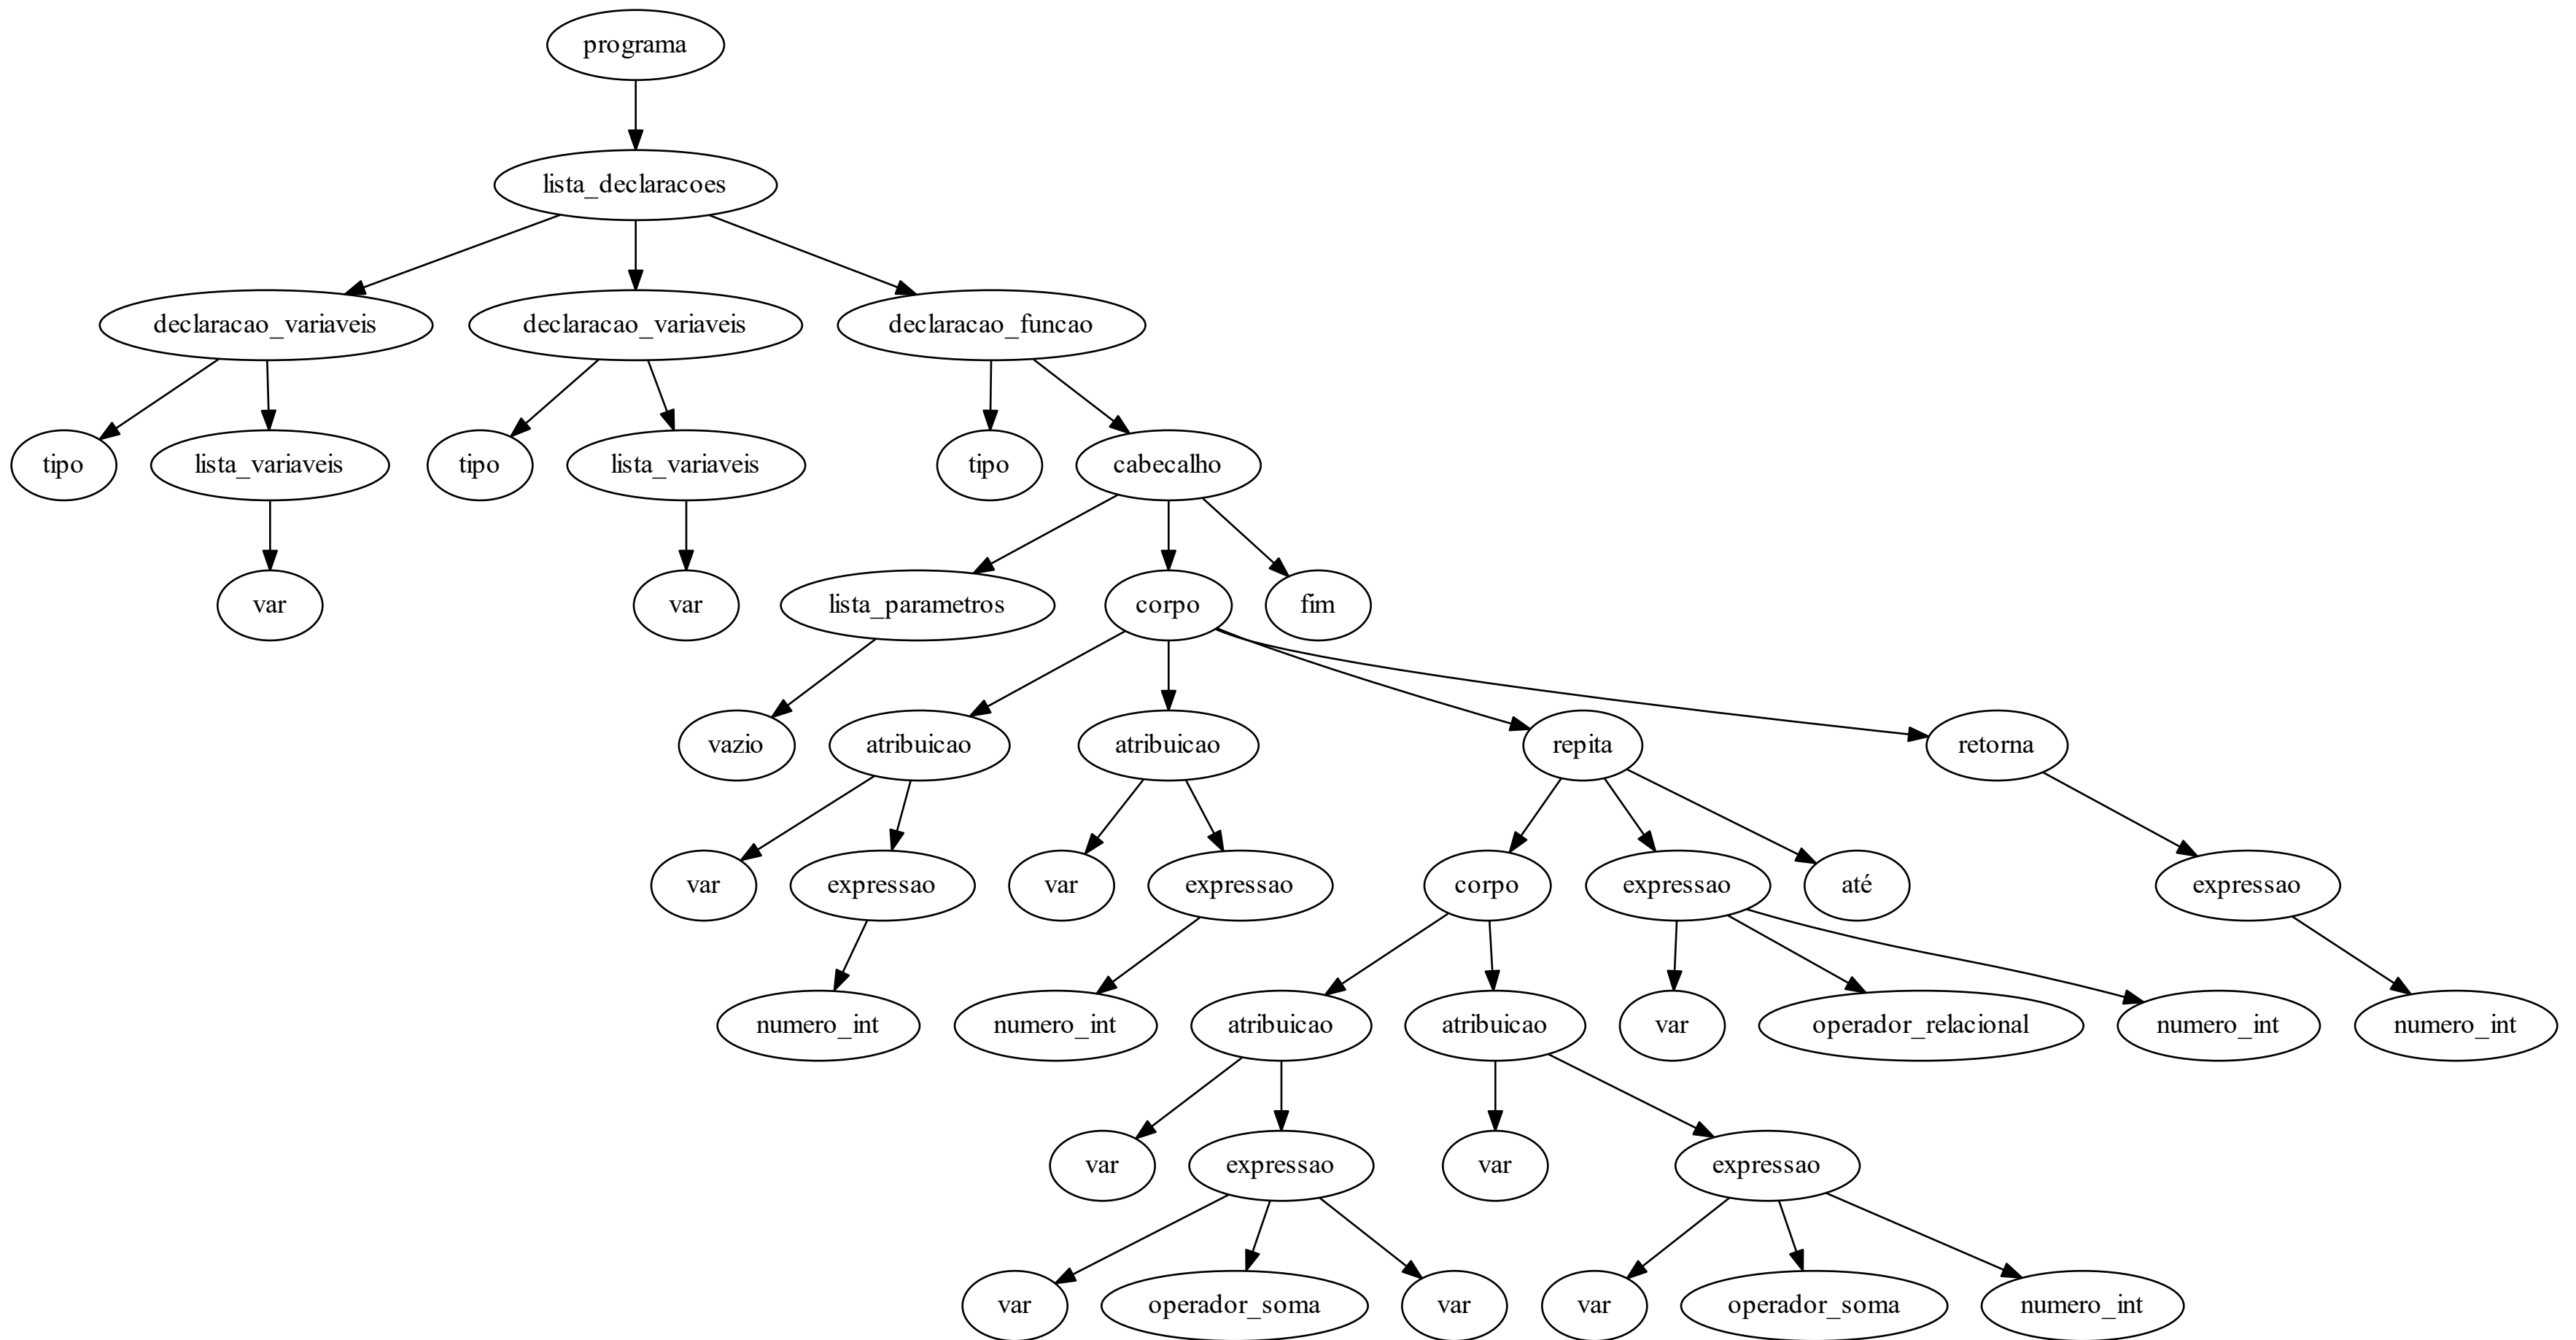 programa
lista_declaracoes
declaracao_variaveis
declaracao_variaveis
declaracao_funcao
tipo
lista_variaveis
tipo
lista_variaveis
tipo
cabecalho
var
var
lista_parametros
corpo
fim
vazio
atribuicao
atribuicao
repita
retorna
var
expressao
var
expressao
corpo
expressao
até
expressao
numero_int
numero_int
atribuicao
atribuicao
var
operador_relacional
numero_int
numero_int
var
expressao
var
expressao
var
operador_soma
var
var
operador_soma
numero_int